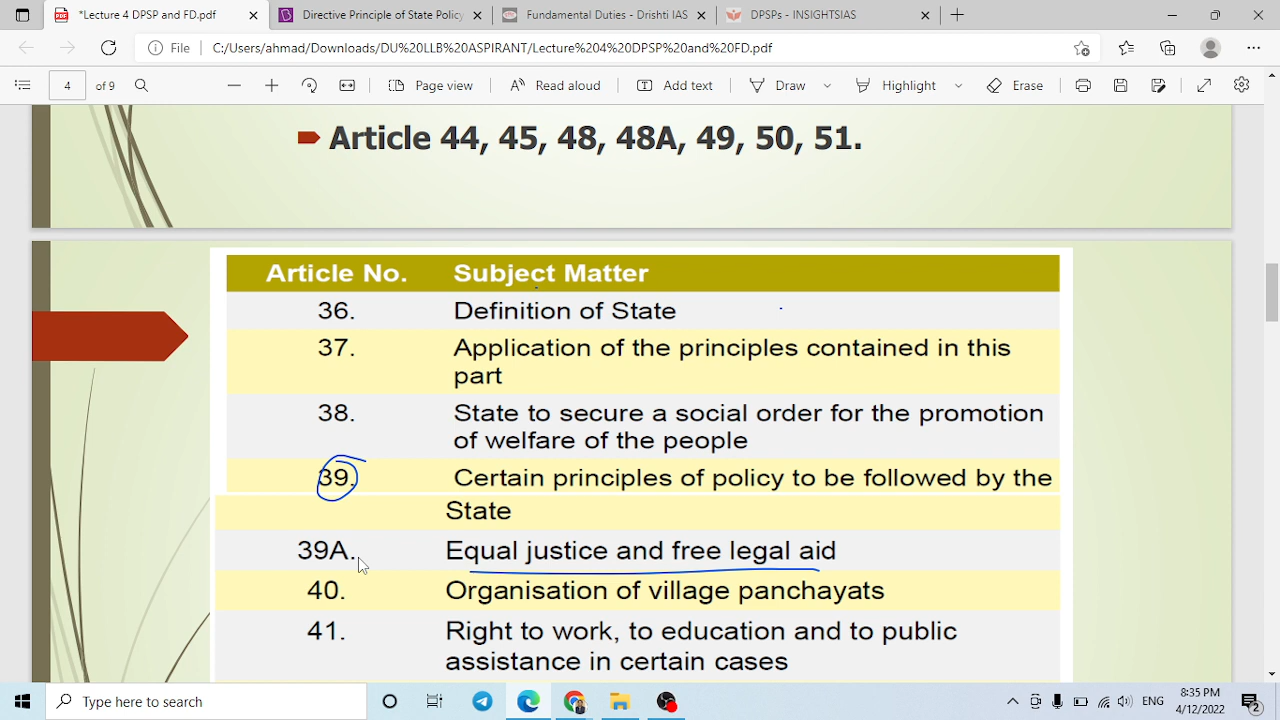 Lecture 4 DPSP and FD.pdf
Directive Principles of State Policy
Fundamental Duties - Drishti IAS
Duties - INSIGHTSIAS
File
C:/Users/ahmad/Downloads/DU%20LLB%20ASPIRANT/Lecture%204%20DPSP%20and%20FD.pdf
4 of 9
Page view
Read aloud
Add text
Draw
Highlight
Erase
Article 44, 45, 48, 48A, 49, 50, 51.
Article No. Subject Matter
36. Definition of State
37. Application of the principles contained in this
part
38. State to secure a social order for the promotion
of welfare of the people
39. Certain principles of policy to be followed by the
State
39A. Equal justice and free legal aid
40. Organisation of village panchayats
41. Right to work, to education and to public
assistance in certain cases
Type here to search
ENG
8:35 PM
4/12/2022
2